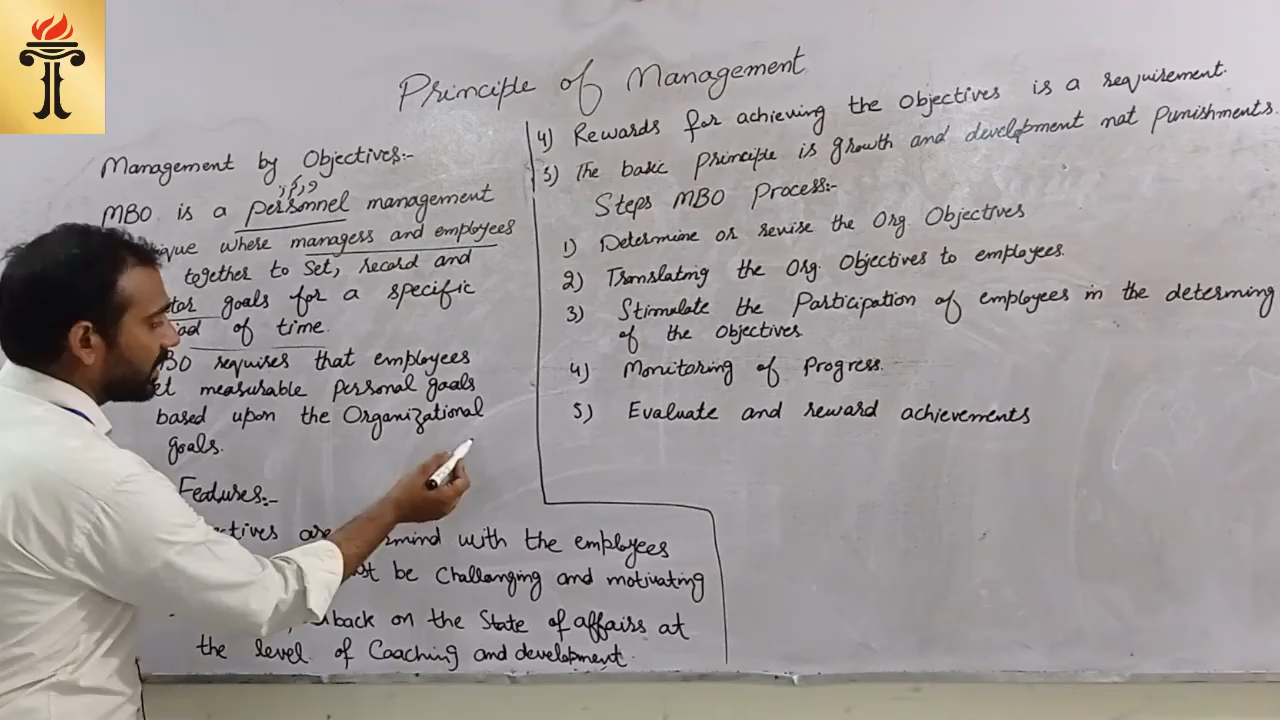 Principle of Management
Management by Objectives:-
MBO is a personnel management
where managess and employees
together to set, record and
goals for a specific
of time.
requires that employees
measurable personal goals
based upon the Organizational
goals.
Features:-
with the employees
be Challanging and motivating
on the State of affairs at
the level of Coaching and development.
4) Rewards for achieving the Objectives is a requirement.
5) The basic principle is growth and development not Punishments.
Steps MBO Process:-
1) Determine or revise the Org. Objectives
2) Translating the Org. Objectives to employees.
3) Stimulate the Participation of employees in the determing
of the Objectives
4) Monitoring of Progress.
5) Evaluate and reward achievements